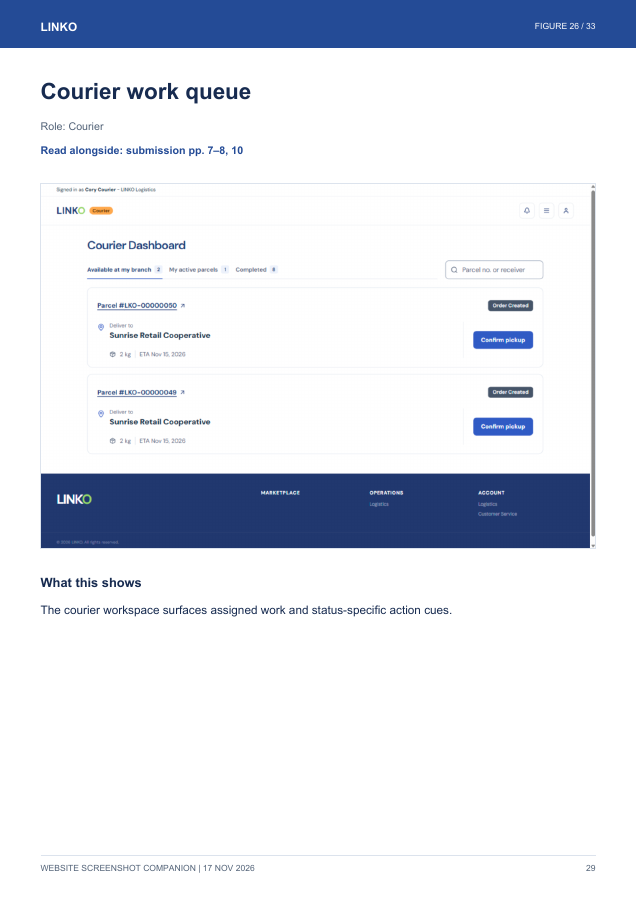 LINKO
FIGURE 26 / 33
Courier work queue
Role: Courier
Read alongside: submission pp. 7–8, 10
Signed in as Cory Courier - LINKO Logistics
LINKO Courier
Courier Dashboard
Available at my branch 2 My active parcels 1 Completed 8
Parcel no. or receiver
Parcel #LKO-00000050
Order Created
Deliver to
Sunrise Retail Cooperative
Confirm pickup
2 kg ETA Nov 15, 2026
Parcel #LKO-00000049
Order Created
Deliver to
Sunrise Retail Cooperative
Confirm pickup
2 kg ETA Nov 15, 2026
LINKO
MARKETPLACE
OPERATIONS
Logistics
ACCOUNT
Logistics
Customer Service
© 2026 LINKO. All rights reserved.
What this shows
The courier workspace surfaces assigned work and status-specific action cues.
WEBSITE SCREENSHOT COMPANION | 17 NOV 2026
29